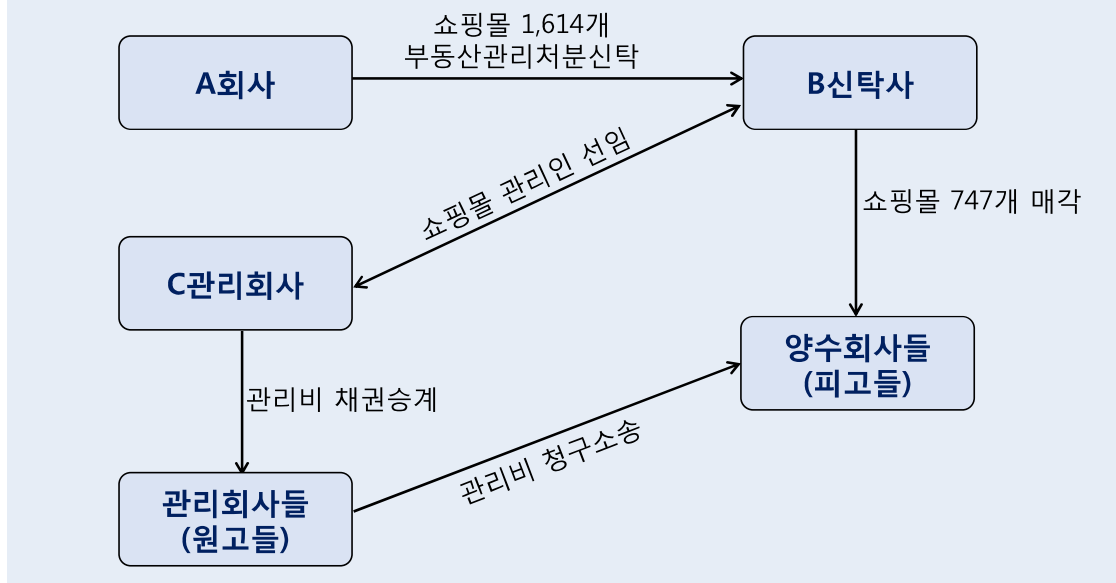 쇼핑몰 1,614개
부동산관리처분신탁
A회사
B신탁사
쇼핑몰 관리인 선임
쇼핑몰 747개 매각
C관리회사
양수회사들
(피고들)
관리비 채권승계
관리비 청구소송
관리회사들
(원고들)